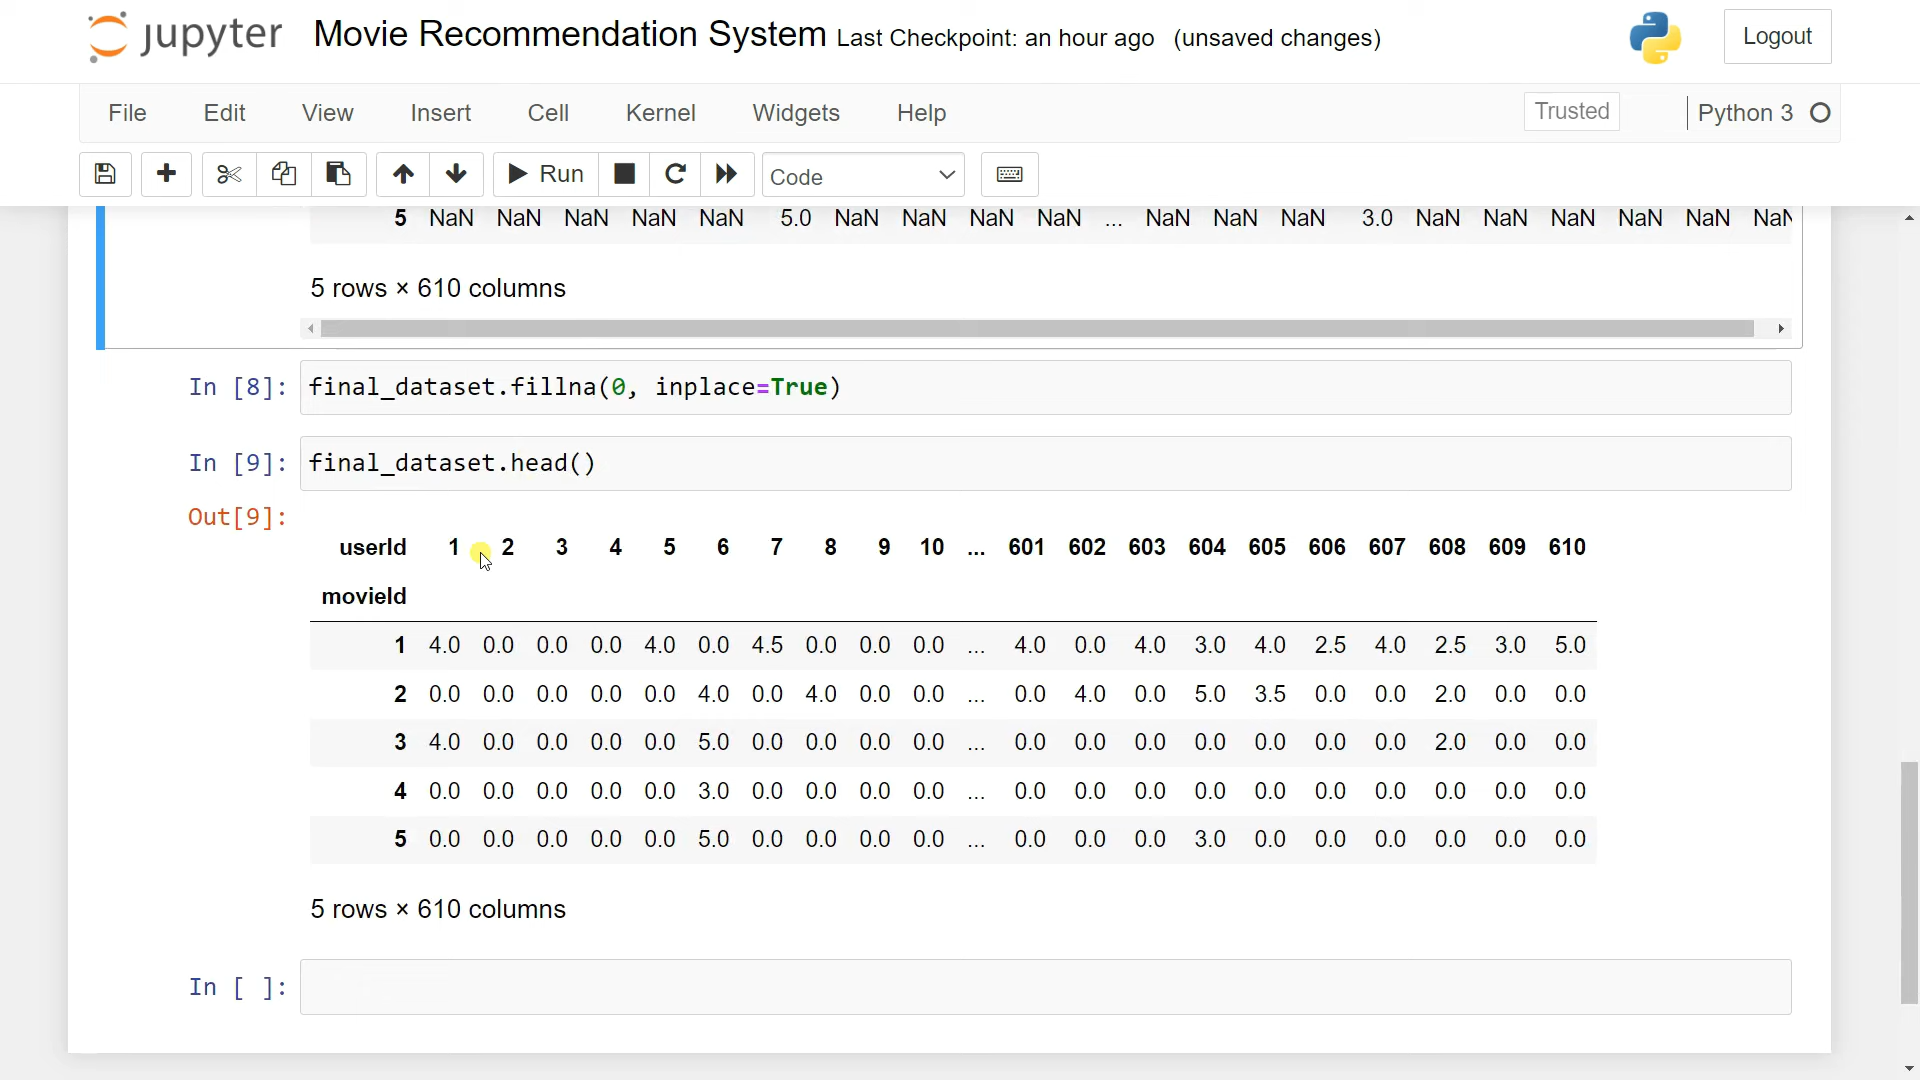 jupyter Movie Recommendation System Last Checkpoint: an hour ago (unsaved changes) Logout
File Edit View Insert Cell Kernel Widgets Help Trusted Python 3
Run Code
5 NaN NaN NaN NaN NaN 5.0 NaN NaN NaN NaN ... NaN NaN NaN 3.0 NaN NaN NaN NaN NaN NaN
5 rows × 610 columns
In [8]: final_dataset.fillna(0, inplace=True)
In [9]: final_dataset.head()
Out[9]:
userId 1 2 3 4 5 6 7 8 9 10 ... 601 602 603 604 605 606 607 608 609 610
movieId
1 4.0 0.0 0.0 0.0 4.0 0.0 4.5 0.0 0.0 0.0 ... 4.0 0.0 4.0 3.0 4.0 2.5 4.0 2.5 3.0 5.0
2 0.0 0.0 0.0 0.0 0.0 4.0 0.0 4.0 0.0 0.0 ... 0.0 4.0 0.0 5.0 3.5 0.0 0.0 2.0 0.0 0.0
3 4.0 0.0 0.0 0.0 0.0 5.0 0.0 0.0 0.0 0.0 ... 0.0 0.0 0.0 0.0 0.0 0.0 0.0 2.0 0.0 0.0
4 0.0 0.0 0.0 0.0 0.0 3.0 0.0 0.0 0.0 0.0 ... 0.0 0.0 0.0 0.0 0.0 0.0 0.0 0.0 0.0 0.0
5 0.0 0.0 0.0 0.0 0.0 5.0 0.0 0.0 0.0 0.0 ... 0.0 0.0 0.0 3.0 0.0 0.0 0.0 0.0 0.0 0.0
5 rows × 610 columns
In [ ]: